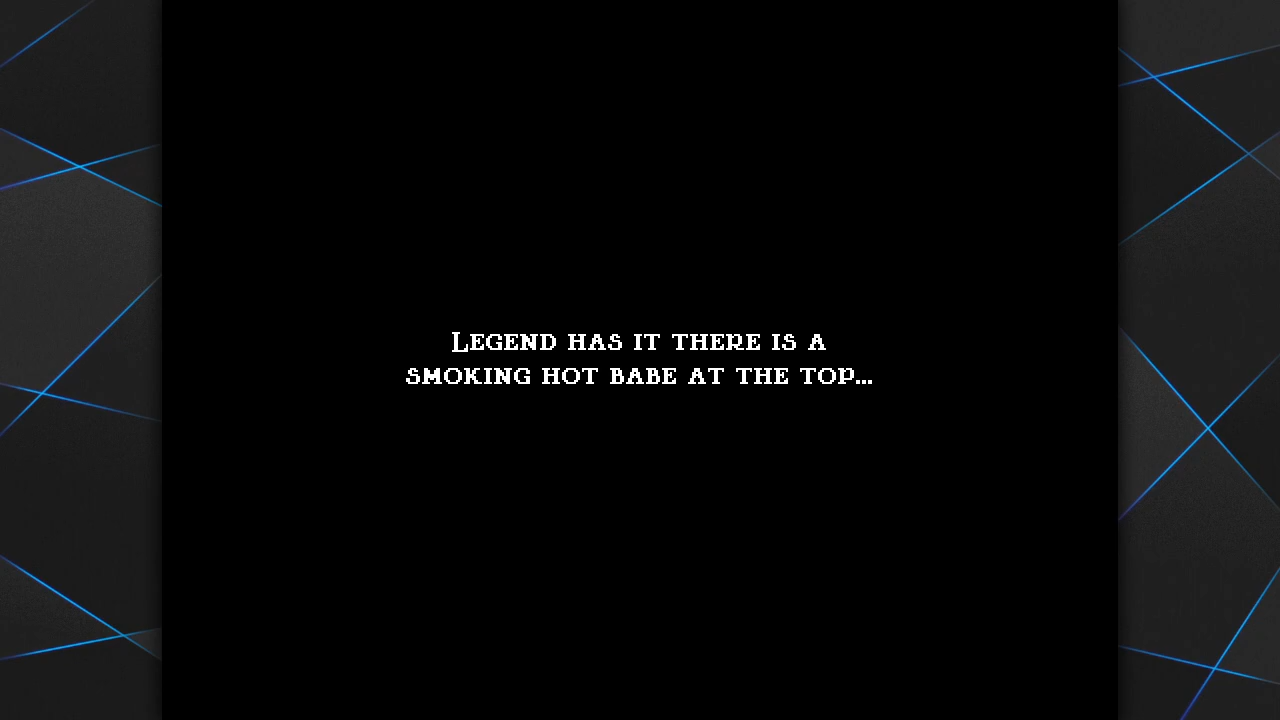 Legend has it there is a
smoking hot babe at the top...